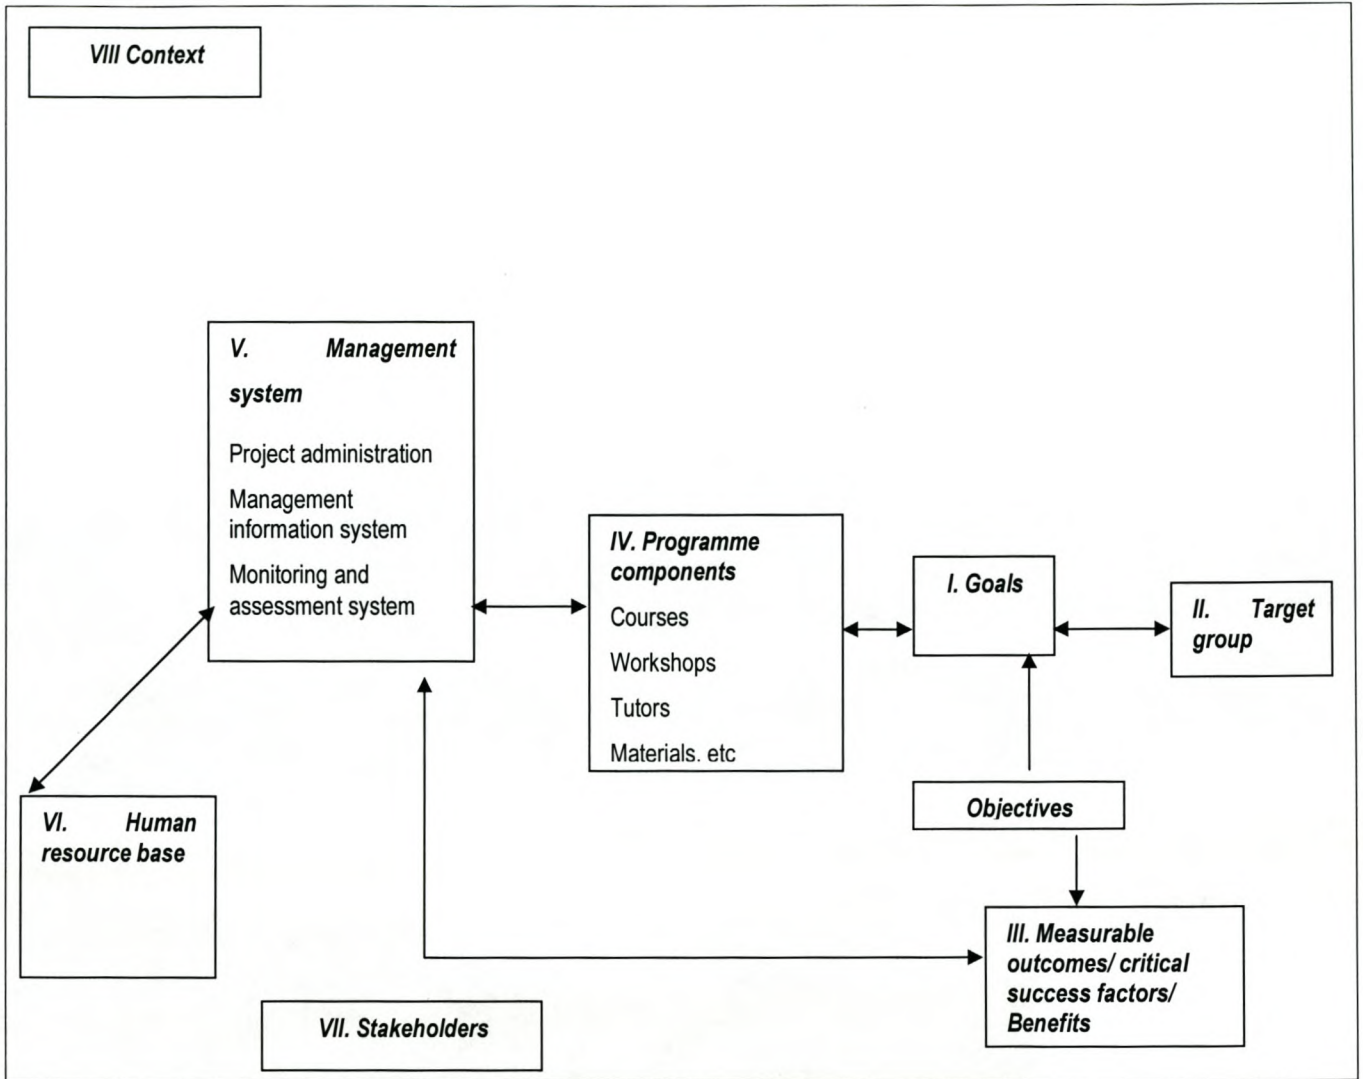 VIII Context
V. Management
system
Project administration
Management
information system
Monitoring and
assessment system
IV. Programme
components
Courses
Workshops
Tutors
Materials. etc
I. Goals
II. Target
group
Objectives
VI. Human
resource base
III. Measurable
outcomes/ critical
success factors/
Benefits
VII. Stakeholders